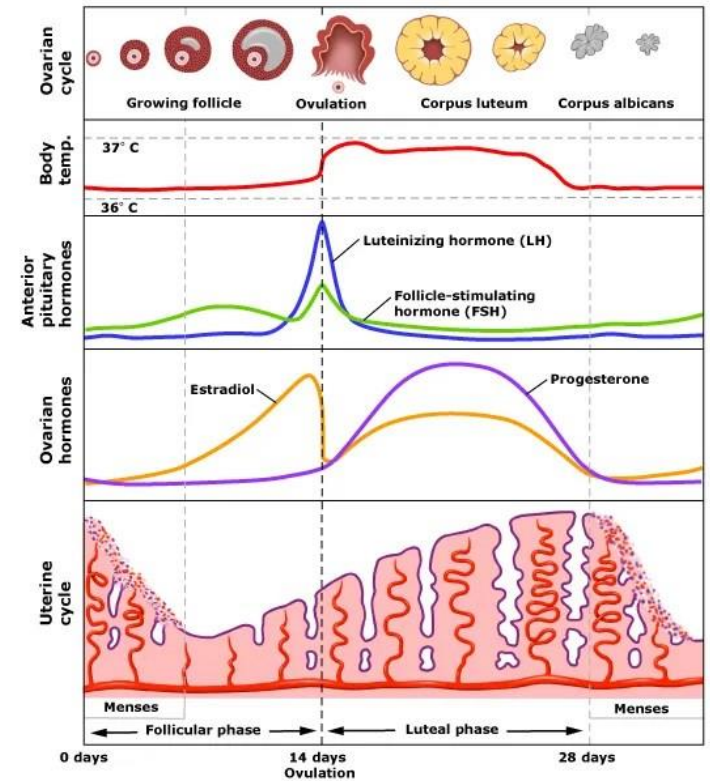 Ovarian
cycle
Growing follicle
Ovulation
Corpus luteum
Corpus albicans
Body
temp.
37° C
36° C
Anterior
pituitary
hormones
Luteinizing hormone (LH)
Follicle-stimulating
hormone (FSH)
Ovarian
hormones
Estradiol
Progesterone
Uterine
cycle
Menses
Menses
Follicular phase
Luteal phase
0 days
14 days
Ovulation
28 days